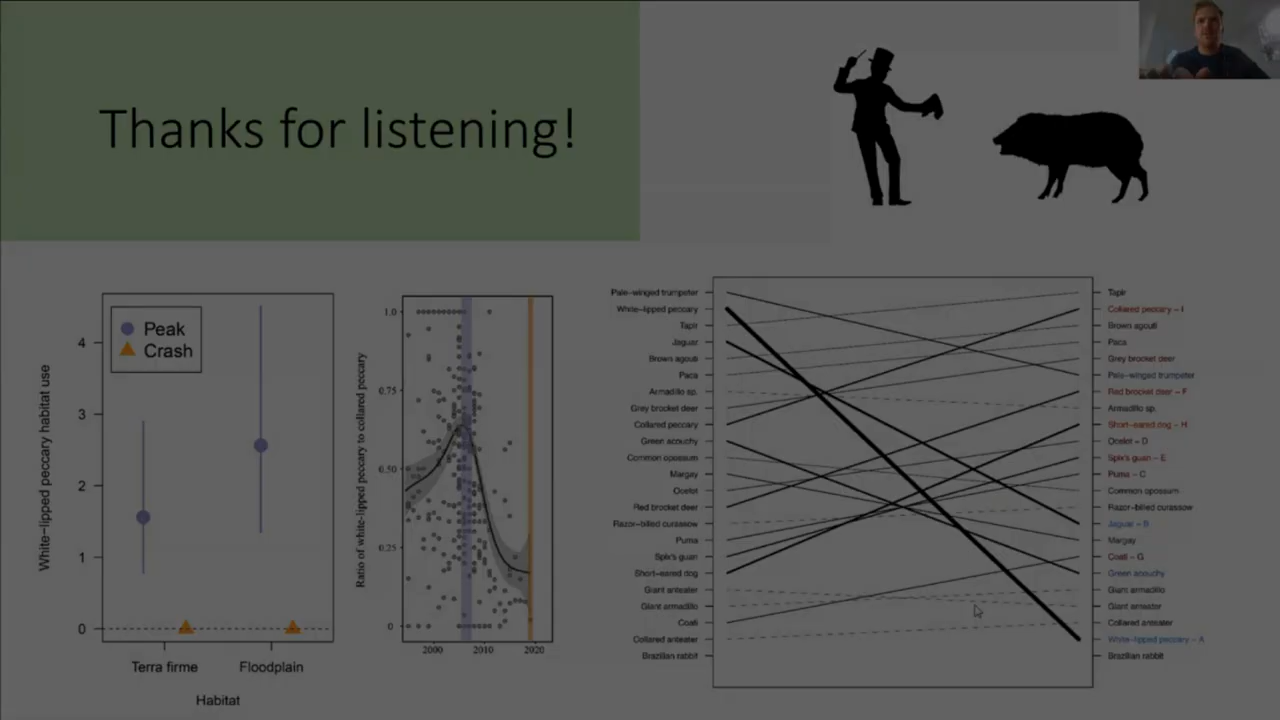 Thanks for listening!
Peak
Crash
4
3
2
1
0
White-lipped peccary habitat use
Terra firme
Floodplain
Habitat
1.0
0.75
0.50
0.25
0
Ratio of white-lipped peccary to collared peccary
2000
2010
2020
Pale-winged trumpeter
White-lipped peccary
Tapir
Jaguar
Brown agouti
Paca
Armadillo sp.
Grey brocket deer
Collared peccary
Green acouchy
Common opossum
Margay
Ocelot
Red brocket deer
Razor-billed curassow
Puma
Spix's guan
Short-eared dog
Giant anteater
Giant armadillo
Coati
Collared anteater
Brazilian rabbit
Tapir
Collared peccary – I
Brown agouti
Paca
Grey brocket deer
Pale-winged trumpeter
Red brocket deer – F
Armadillo sp.
Short-eared dog – H
Ocelot – D
Spix's guan – E
Puma – C
Common opossum
Razor-billed curassow
Jaguar – B
Margay
Coati – G
Green acouchy
Giant armadillo
Giant anteater
Collared anteater
White-lipped peccary – A
Brazilian rabbit